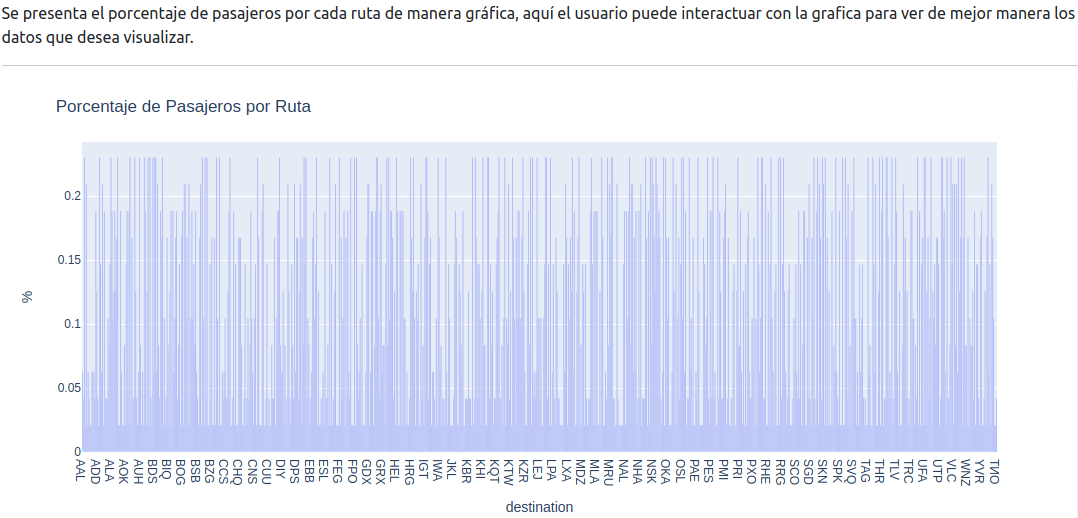 Se presenta el porcentaje de pasajeros por cada ruta de manera gráfica, aquí el usuario puede interactuar con la grafica para ver de mejor manera los
datos que desea visualizar.
Porcentaje de Pasajeros por Ruta
%
0.2
0.15
0.1
0.05
0
AAL ADD ALA AOK AUH BDS BIQ BOG BSB BZG CCS CHQ CNS CUU DIY DPS EBB ESL FEG FPO GDX GRX HEL HRG IGT IWA JKL KBR KHI KQT KTW KZR LEJ LPA LXA MDZ MLA MRU NAL NHA NSK OKA OSL PAE PES PMI PRI PXO RHE RRG SCO SGD SKN SPK SVQ TAG THR TLV TRC UFA UTP VLC WNZ YVR TMO
destination